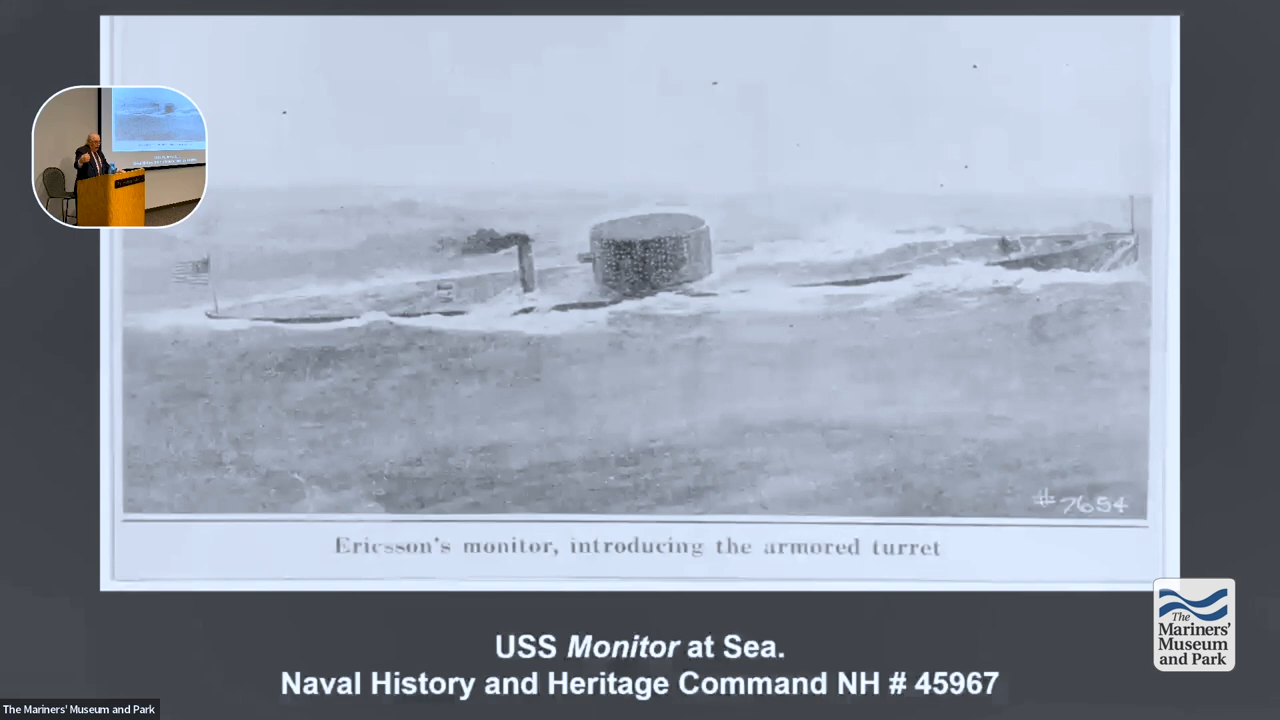 #7654
Ericsson's monitor, introducing the armored turret
USS Monitor at Sea.
Naval History and Heritage Command NH # 45967
The
Mariners'
Museum
and Park
The Mariners' Museum and Park